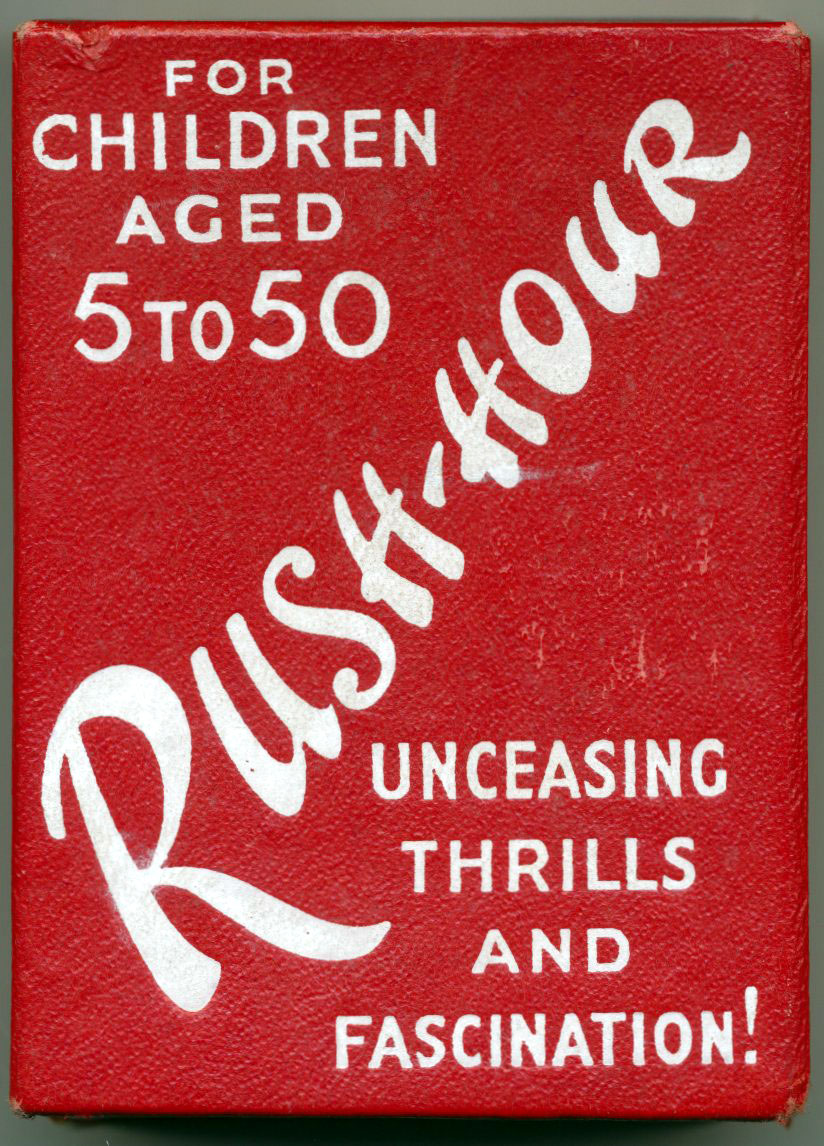 FOR
CHILDREN
AGED
5 TO 50
RUSH-HOUR
UNCEASING
THRILLS
AND
FASCINATION!